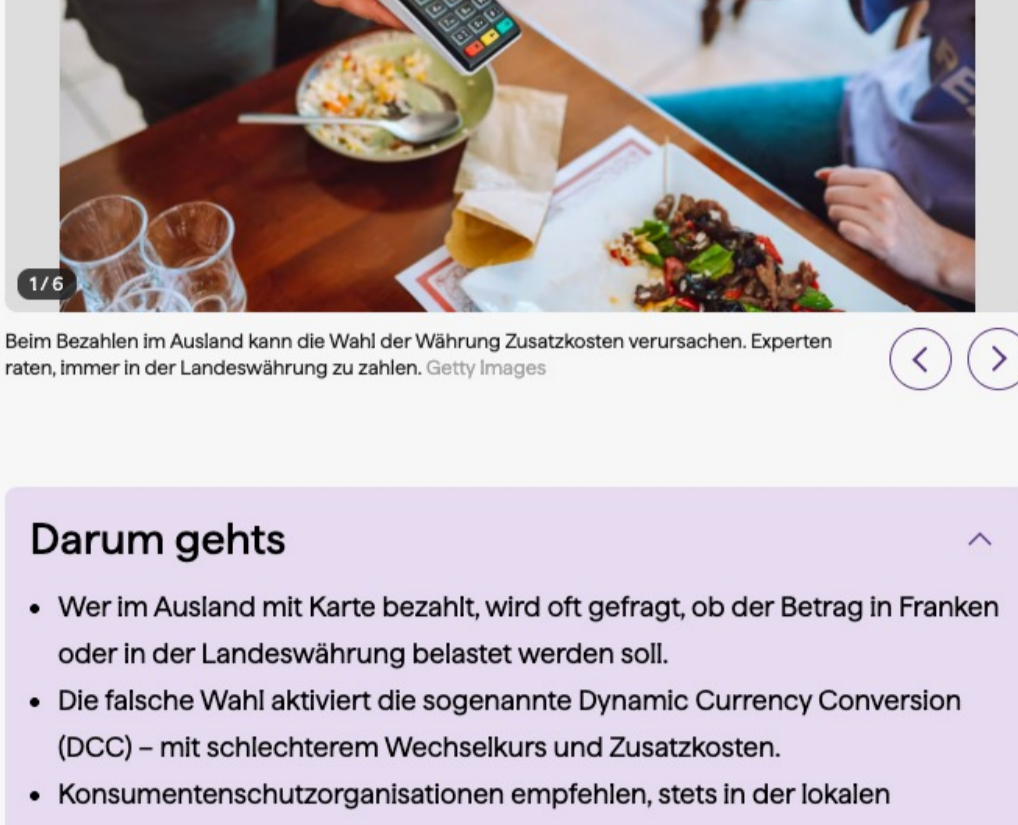 1/6
Beim Bezahlen im Ausland kann die Wahl der Währung Zusatzkosten verursachen. Experten
raten, immer in der Landeswährung zu zahlen. Getty Images
Darum gehts
• Wer im Ausland mit Karte bezahlt, wird oft gefragt, ob der Betrag in Franken
oder in der Landeswährung belastet werden soll.
• Die falsche Wahl aktiviert die sogenannte Dynamic Currency Conversion
(DCC) – mit schlechterem Wechselkurs und Zusatzkosten.
• Konsumentenschutzorganisationen empfehlen, stets in der lokalen